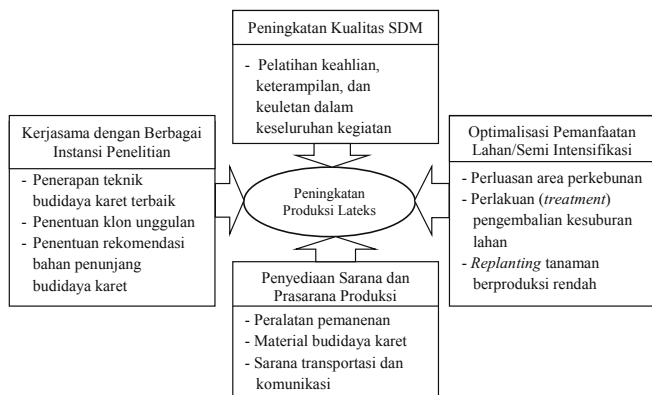 Peningkatan Kualitas SDM
- Pelatihan keahlian,
keterampilan, dan
keuletan dalam
keseluruhan kegiatan
Kerjasama dengan Berbagai
Instansi Penelitian
- Penerapan teknik
budidaya karet terbaik
- Penentuan klon unggulan
- Penentuan rekomendasi
bahan penunjang
budidaya karet
Peningkatan
Produksi Lateks
Optimalisasi Pemanfaatan
Lahan/Semi Intensifikasi
- Perluasan area perkebunan
- Perlakuan (treatment)
pengembalian kesuburan
lahan
- Replanting tanaman
berproduksi rendah
Penyediaan Sarana dan
Prasarana Produksi
- Peralatan pemanenan
- Material budidaya karet
- Sarana transportasi dan
komunikasi